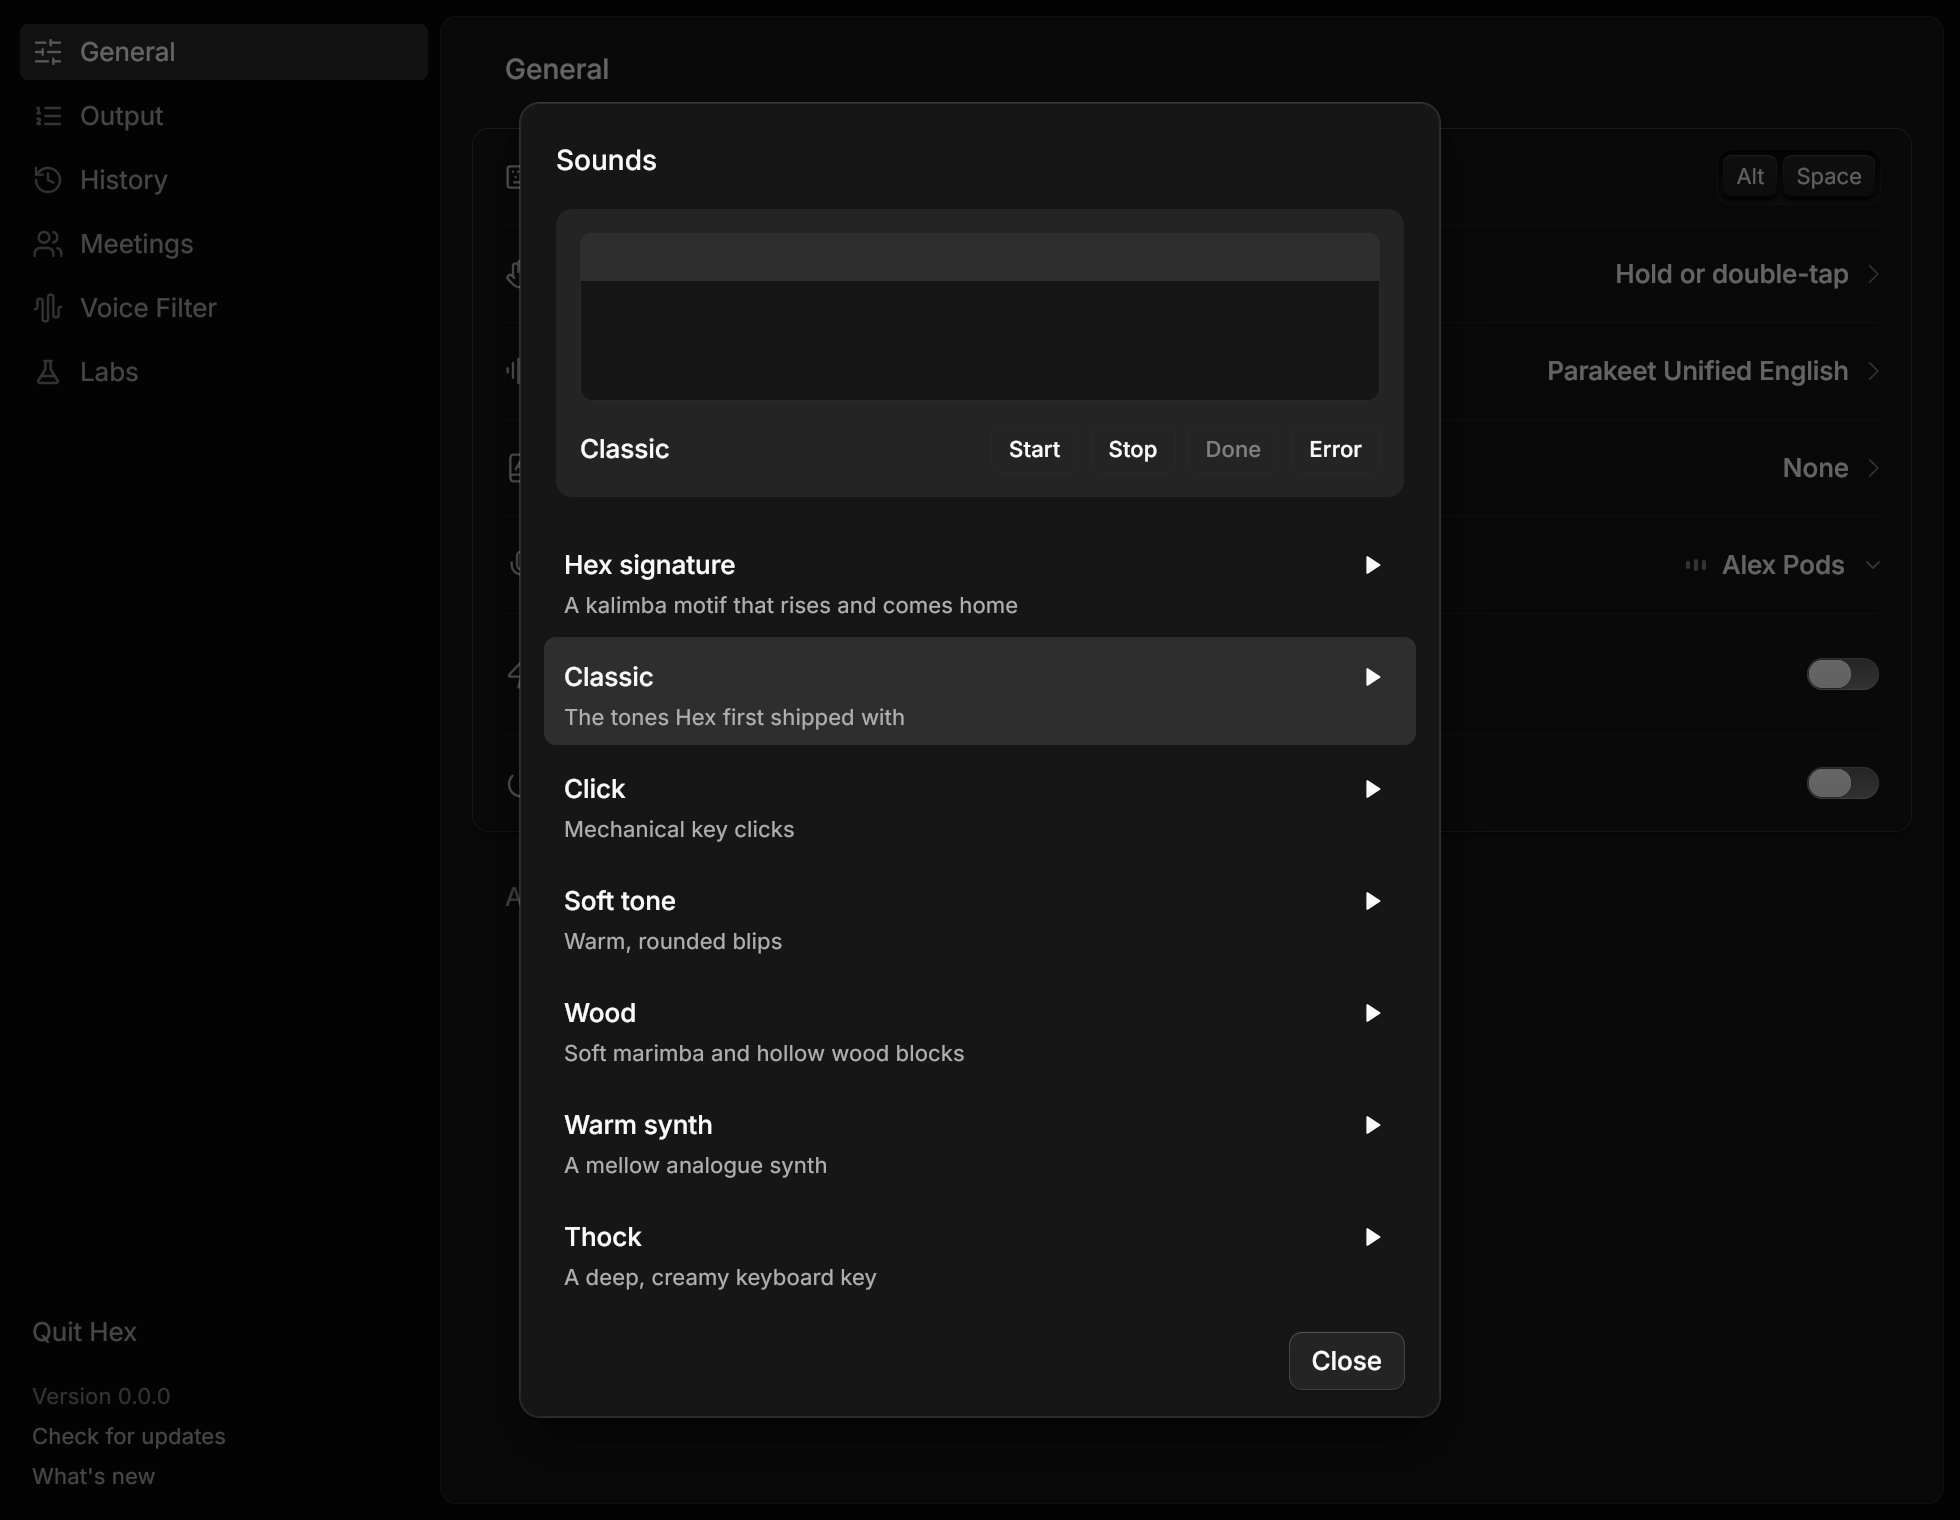 General
Output
History
Meetings
Voice Filter
Labs
Quit Hex
Version 0.0.0
Check for updates
What's new
General
Alt Space
Hold or double-tap
Parakeet Unified English
None
Alex Pods
Sounds
Classic
Start Stop Done Error
Hex signature
A kalimba motif that rises and comes home
Classic
The tones Hex first shipped with
Click
Mechanical key clicks
Soft tone
Warm, rounded blips
Wood
Soft marimba and hollow wood blocks
Warm synth
A mellow analogue synth
Thock
A deep, creamy keyboard key
Close